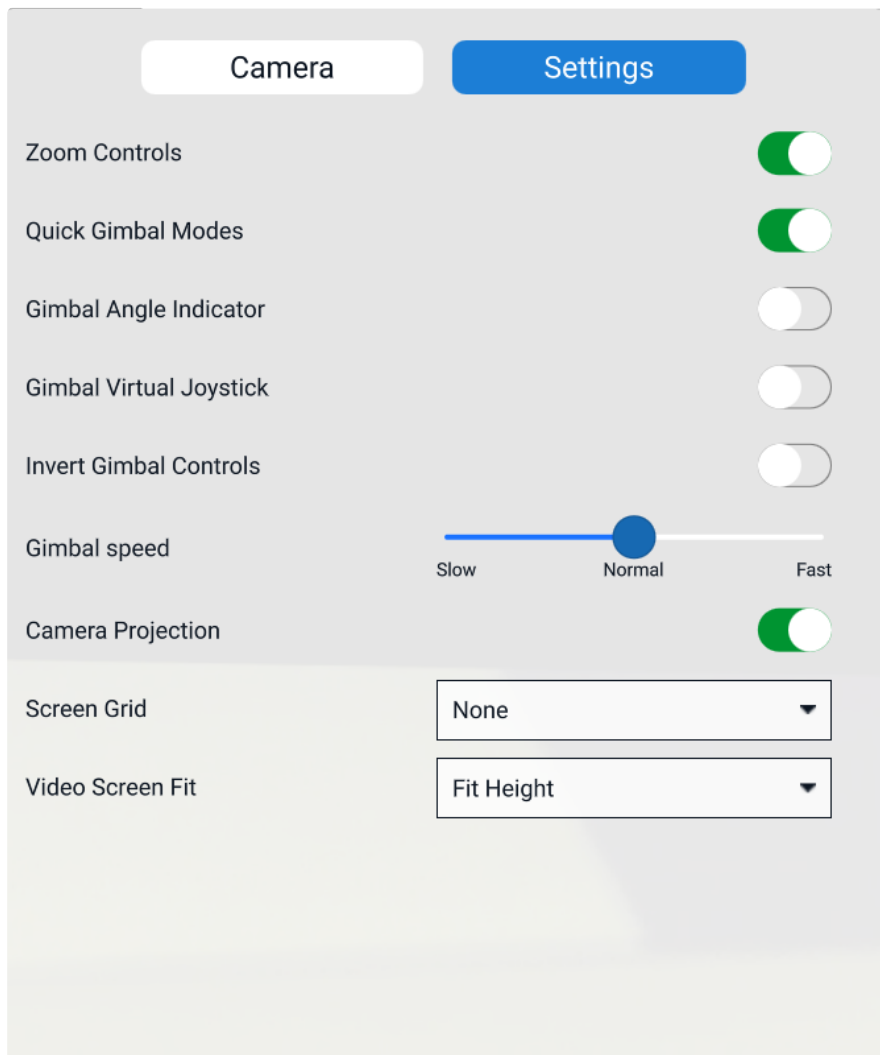 Camera Settings
Zoom Controls
Quick Gimbal Modes
Gimbal Angle Indicator
Gimbal Virtual Joystick
Invert Gimbal Controls
Gimbal speed
Slow Normal Fast
Camera Projection
Screen Grid None
Video Screen Fit Fit Height